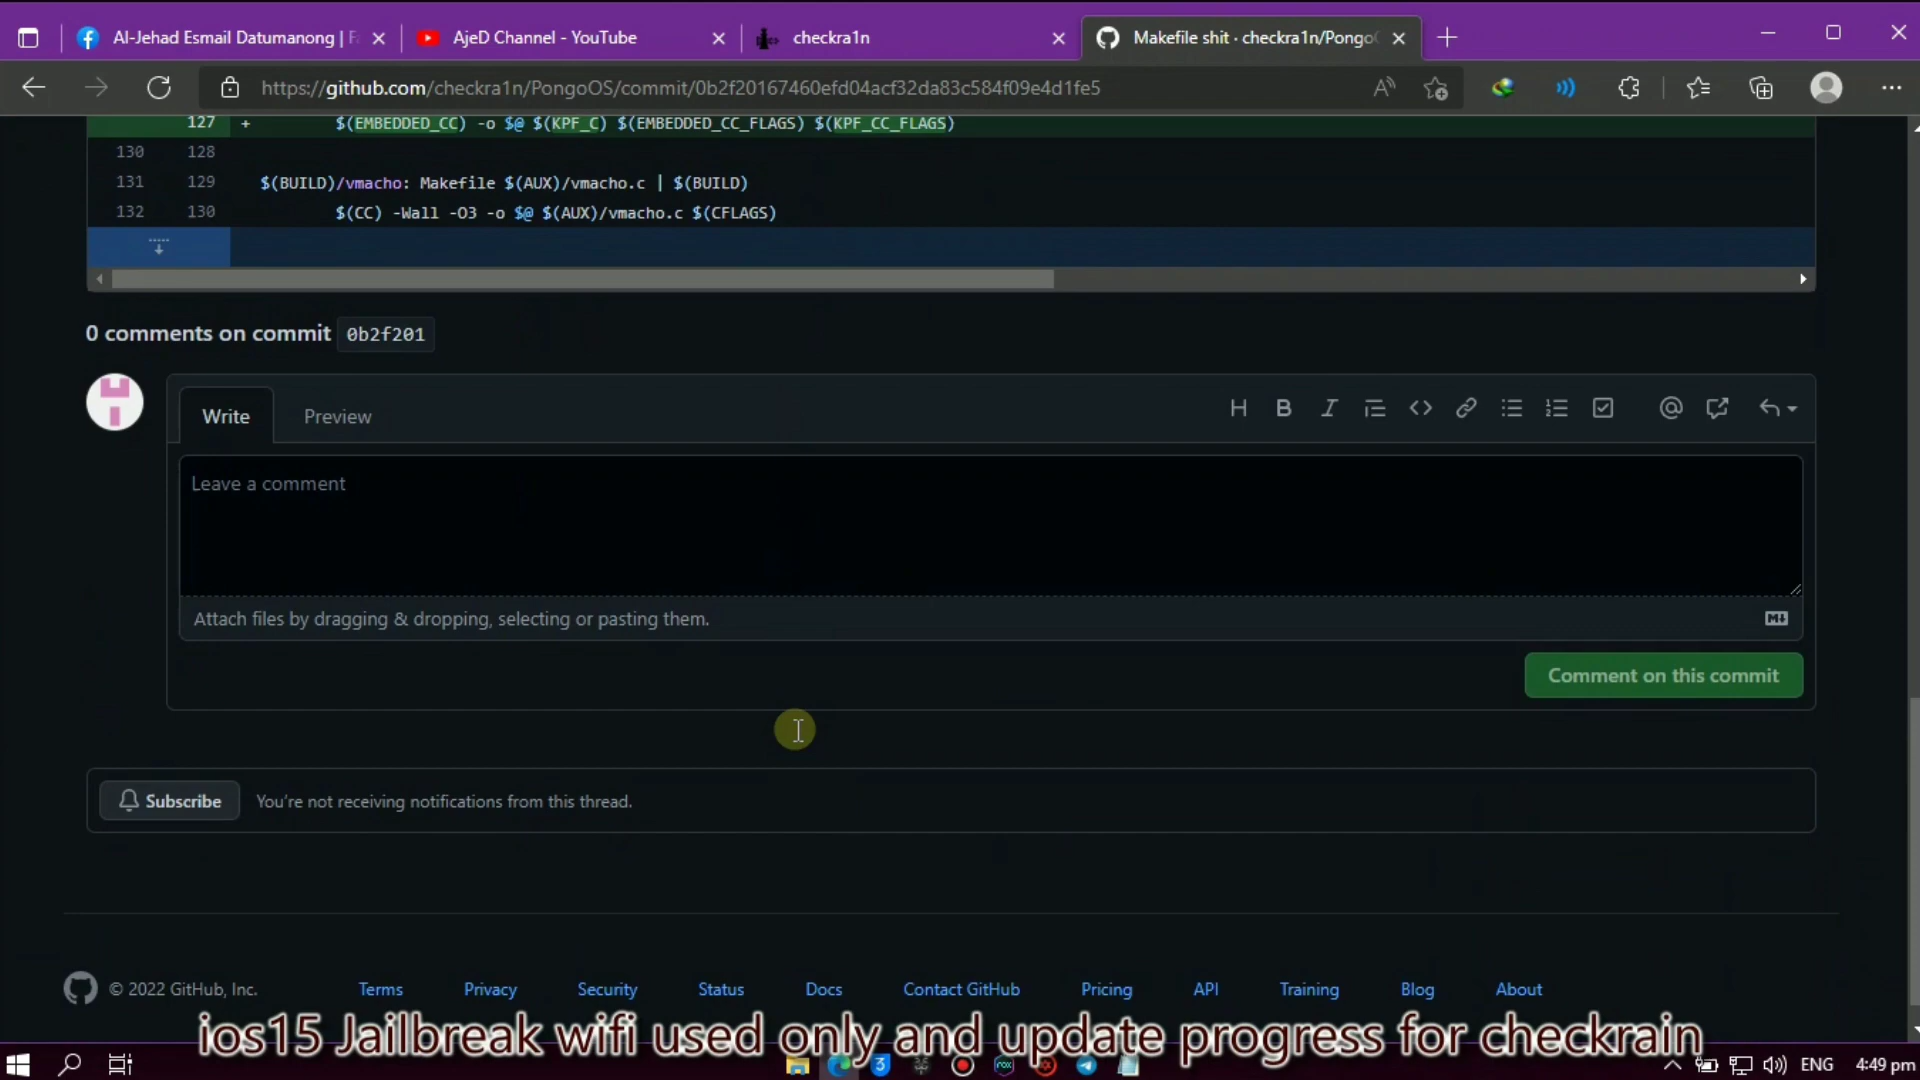 Al-Jehad Esmail Datumanong | F
AjeD Channel - YouTube
checkra1n
Makefile shit · checkra1n/Pongo
https://github.com/checkra1n/PongoOS/commit/0b2f20167460efd04acf32da83c584f09e4d1fe5
127 + $(EMBEDDED_CC) -o $@ $(KPF_C) $(EMBEDDED_CC_FLAGS) $(KPF_CC_FLAGS)
130 128
131 129 $(BUILD)/vmacho: Makefile $(AUX)/vmacho.c | $(BUILD)
132 130 $(CC) -Wall -O3 -o $@ $(AUX)/vmacho.c $(CFLAGS)
0 comments on commit 0b2f201
Write Preview
Leave a comment
Attach files by dragging & dropping, selecting or pasting them.
Comment on this commit
Subscribe You're not receiving notifications from this thread.
© 2022 GitHub, Inc. Terms Privacy Security Status Docs Contact GitHub Pricing API Training Blog About
ios15 Jailbreak wifi used only and update progress for checkrain
ENG 4:49 pm